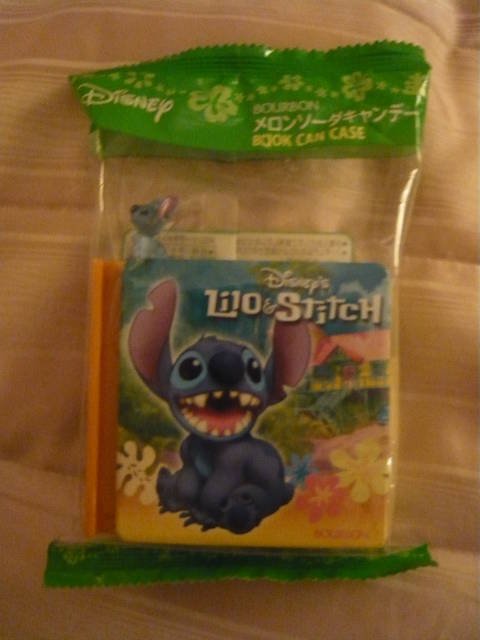 Disney
BOURBON
メロンソーダキャンデー
BOOK CAN CASE
Disney's
Lilo & Stitch
BOURBON